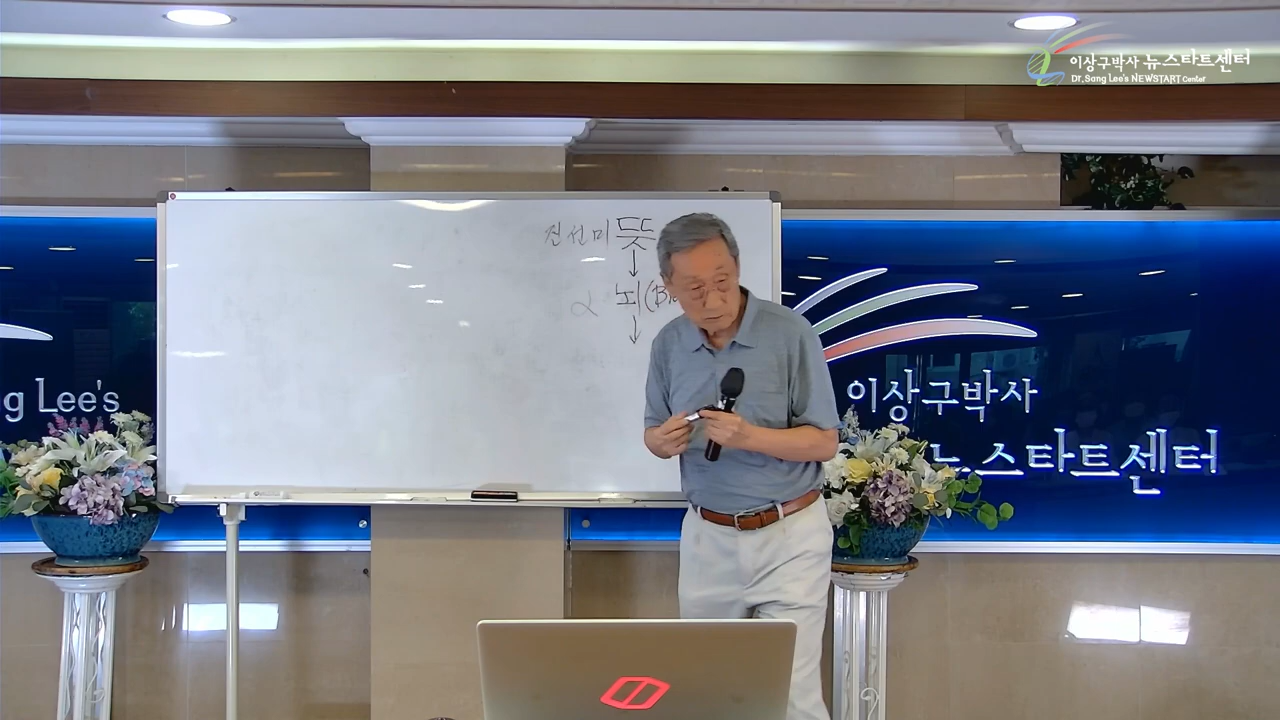 이상구박사 뉴스타트센터
Dr. Sang Lee's NEWSTART Center
진선미 뜻
↓
α 뇌(B
↓
g Lee's
이상구박사
뉴스타트센터